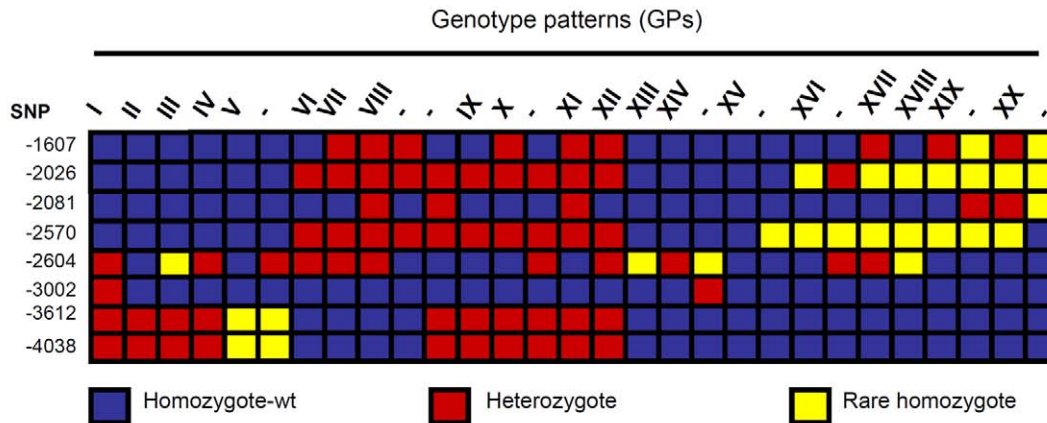 Genotype patterns (GPs)
SNP I II III IV V - VI VII VIII - - IX X - XI XII XIII XIV - XV - XVI - XVII XVIII XIX - XX -
-1607
-2026
-2081
-2570
-2604
-3002
-3612
-4038
Homozygote-wt Heterozygote Rare homozygote